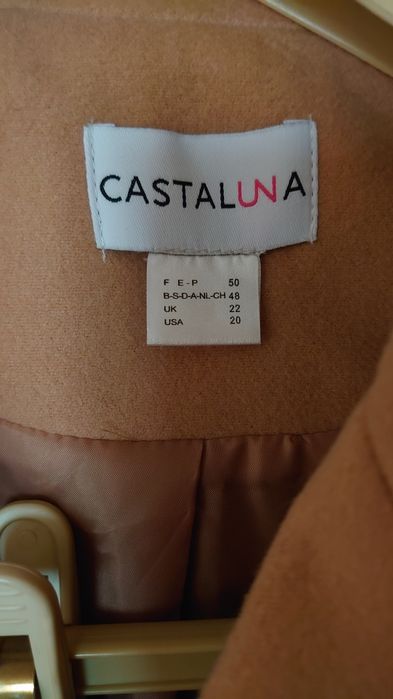 CASTALUNA
F E-P 50
B-S-D-A-NL-CH 48
UK 22
USA 20